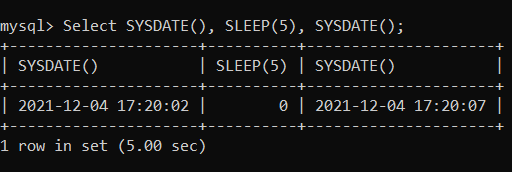 mysql> Select SYSDATE(), SLEEP(5), SYSDATE();
+---------------------+----------+---------------------+
| SYSDATE()           | SLEEP(5) | SYSDATE()           |
+---------------------+----------+---------------------+
| 2021-12-04 17:20:02 |        0 | 2021-12-04 17:20:07 |
+---------------------+----------+---------------------+
1 row in set (5.00 sec)